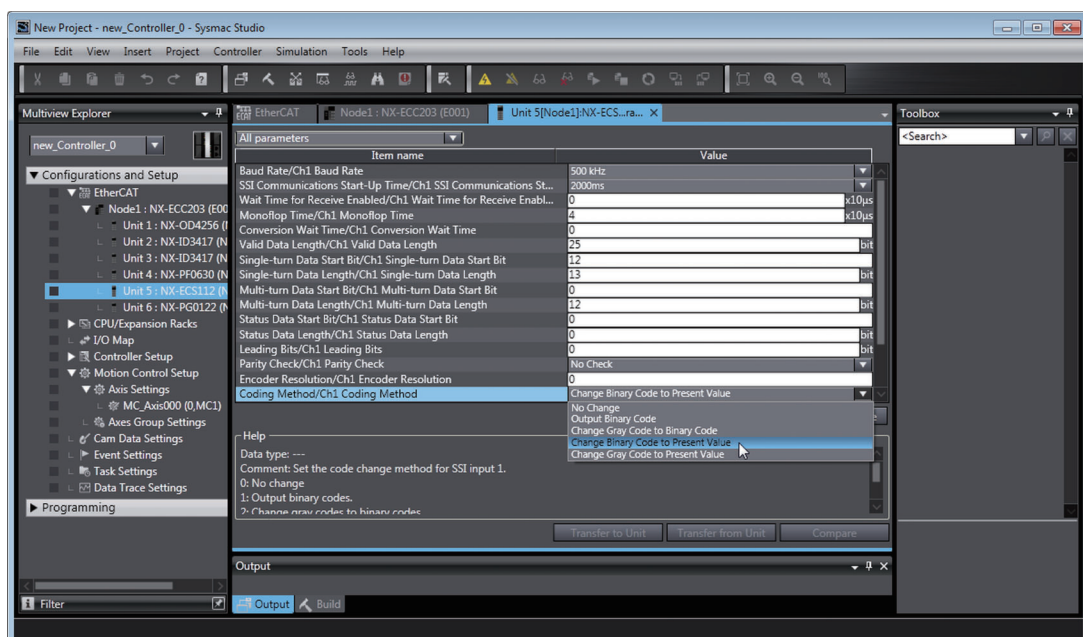 New Project - new_Controller_0 - Sysmac Studio
File Edit View Insert Project Controller Simulation Tools Help
Multiview Explorer
new_Controller_0
Configurations and Setup
EtherCAT
Node1 : NX-ECC203 (E00
Unit 1 : NX-OD4256 (
Unit 2 : NX-ID3417 (N
Unit 3 : NX-ID3417 (N
Unit 4 : NX-PF0630 (N
Unit 5 : NX-ECS112 (N
Unit 6 : NX-PG0122 (N
CPU/Expansion Racks
I/O Map
Controller Setup
Motion Control Setup
Axis Settings
MC_Axis000 (0,MC1)
Axes Group Settings
Cam Data Settings
Event Settings
Task Settings
Data Trace Settings
Programming
Filter
EtherCAT Node1 : NX-ECC203 (E001) Unit 5[Node1]:NX-ECS...ra... X
All parameters
Item name Value
Baud Rate/Ch1 Baud Rate 500 kHz
SSI Communications Start-Up Time/Ch1 SSI Communications St... 2000ms
Wait Time for Receive Enabled/Ch1 Wait Time for Receive Enabl... 0 x10µs
Monoflop Time/Ch1 Monoflop Time 4 x10µs
Conversion Wait Time/Ch1 Conversion Wait Time 0
Valid Data Length/Ch1 Valid Data Length 25 bit
Single-turn Data Start Bit/Ch1 Single-turn Data Start Bit 12
Single-turn Data Length/Ch1 Single-turn Data Length 13 bit
Multi-turn Data Start Bit/Ch1 Multi-turn Data Start Bit 0
Multi-turn Data Length/Ch1 Multi-turn Data Length 12 bit
Status Data Start Bit/Ch1 Status Data Start Bit 0
Status Data Length/Ch1 Status Data Length 0 bit
Leading Bits/Ch1 Leading Bits 0 bit
Parity Check/Ch1 Parity Check No Check
Encoder Resolution/Ch1 Encoder Resolution 0
Coding Method/Ch1 Coding Method Change Binary Code to Present Value
No Change
Output Binary Code
Change Gray Code to Binary Code
Change Binary Code to Present Value
Change Gray Code to Present Value
Help
Data type: ---
Comment: Set the code change method for SSI input 1.
0: No change
1: Output binary codes.
2: Change gray codes to binary codes
Transfer to Unit Transfer from Unit Compare
Output
Output Build
Toolbox
<Search>